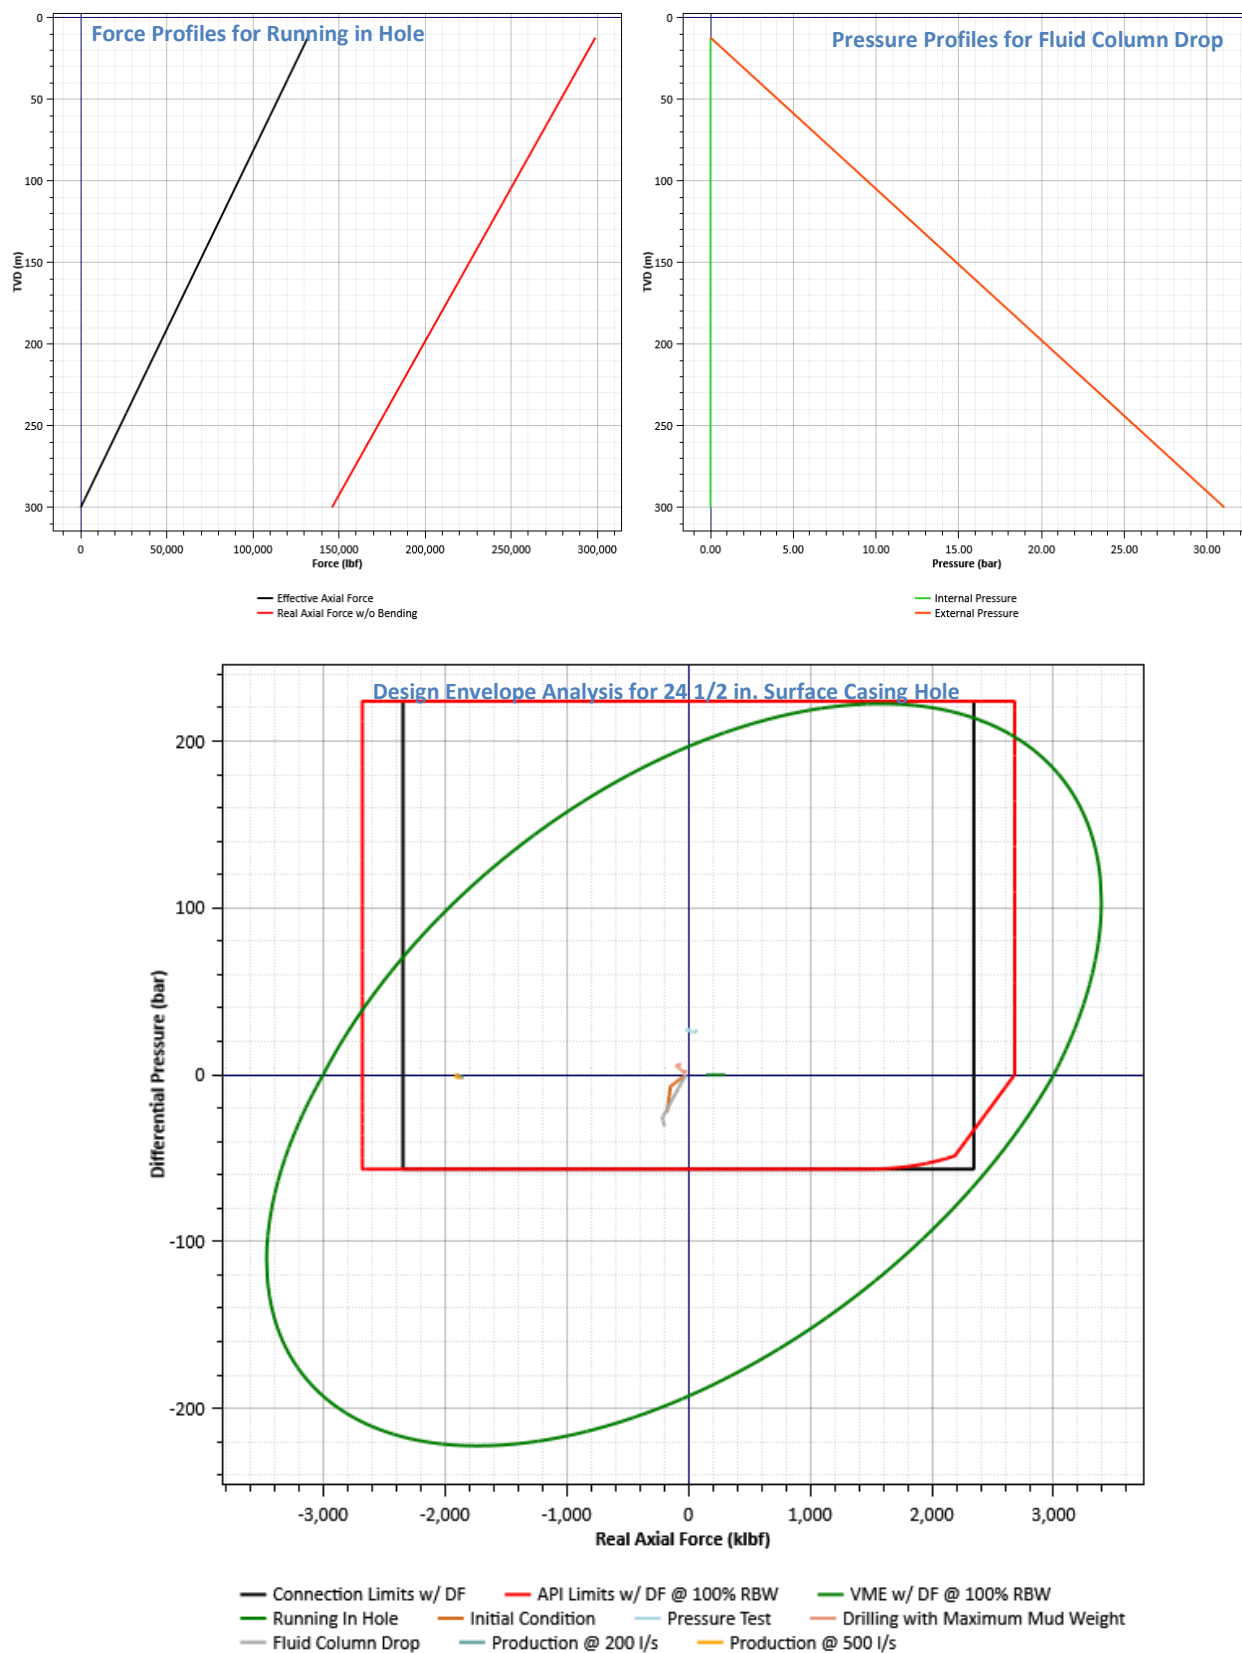 Force Profiles for Running in Hole
0
50
100
150
200
250
300
TVD (m)
0
50,000
100,000
150,000
200,000
250,000
300,000
Force (lbf)
Effective Axial Force
Real Axial Force w/o Bending
Pressure Profiles for Fluid Column Drop
0
50
100
150
200
250
300
TVD (m)
0.00
5.00
10.00
15.00
20.00
25.00
30.00
Pressure (bar)
Internal Pressure
External Pressure
Design Envelope Analysis for 24 1/2 in. Surface Casing Hole
200
100
0
-100
-200
Differential Pressure (bar)
-3,000
-2,000
-1,000
0
1,000
2,000
3,000
Real Axial Force (klbf)
Connection Limits w/ DF
API Limits w/ DF @ 100% RBW
VME w/ DF @ 100% RBW
Running In Hole
Initial Condition
Pressure Test
Drilling with Maximum Mud Weight
Fluid Column Drop
Production @ 200 l/s
Production @ 500 l/s